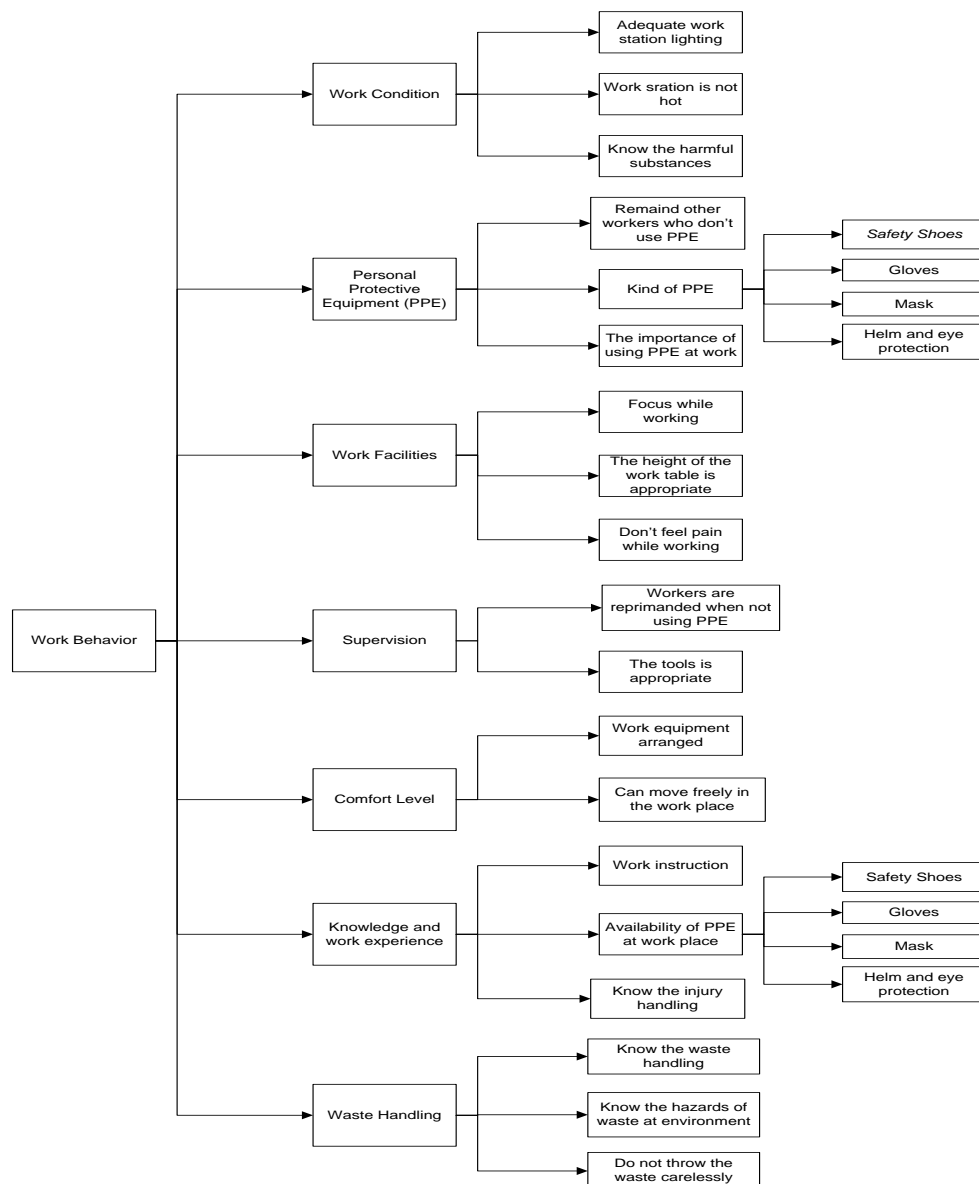 Adequate work
station lighting
Work Condition
Work sration is not
hot
Know the harmful
substances
Remaind other
workers who don't
use PPE
Safety Shoes
Personal
Protective
Equipment (PPE)
Kind of PPE
Gloves
Mask
The importance of
using PPE at work
Helm and eye
protection
Focus while
working
Work Facilities
The height of the
work table is
appropriate
Don't feel pain
while working
Work Behavior
Workers are
reprimanded when not
using PPE
Supervision
The tools is
appropriate
Work equipment
arranged
Comfort Level
Can move freely in
the work place
Work instruction
Safety Shoes
Knowledge and
work experience
Availability of PPE
at work place
Gloves
Mask
Know the injury
handling
Helm and eye
protection
Know the waste
handling
Waste Handling
Know the hazards of
waste at environment
Do not throw the
waste carelessly